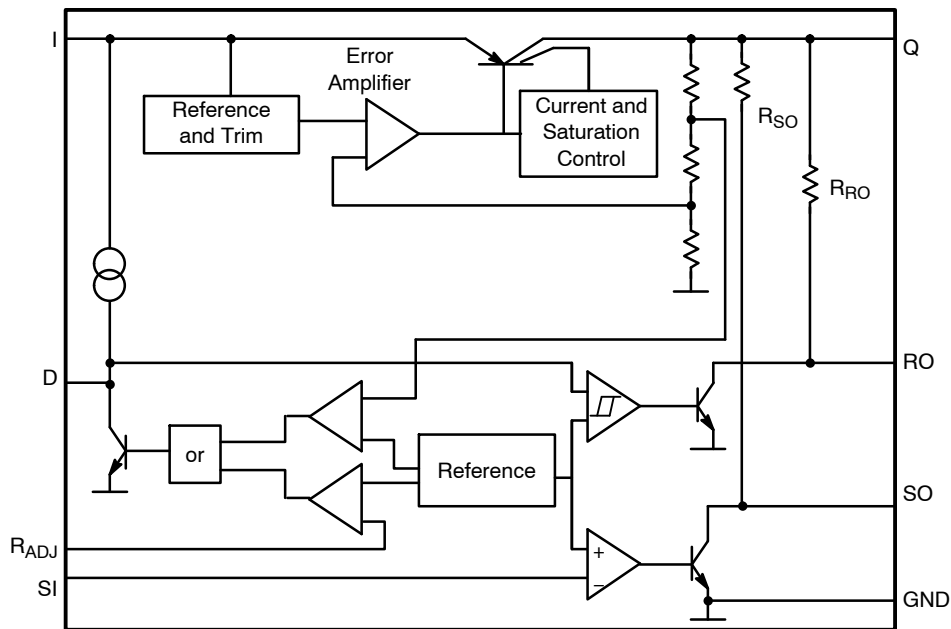 I
Q
Error
Amplifier
Reference
and Trim
Current and
Saturation
Control
RSO
RRO
D
RO
or
Reference
SO
RADJ
SI
+
−
GND